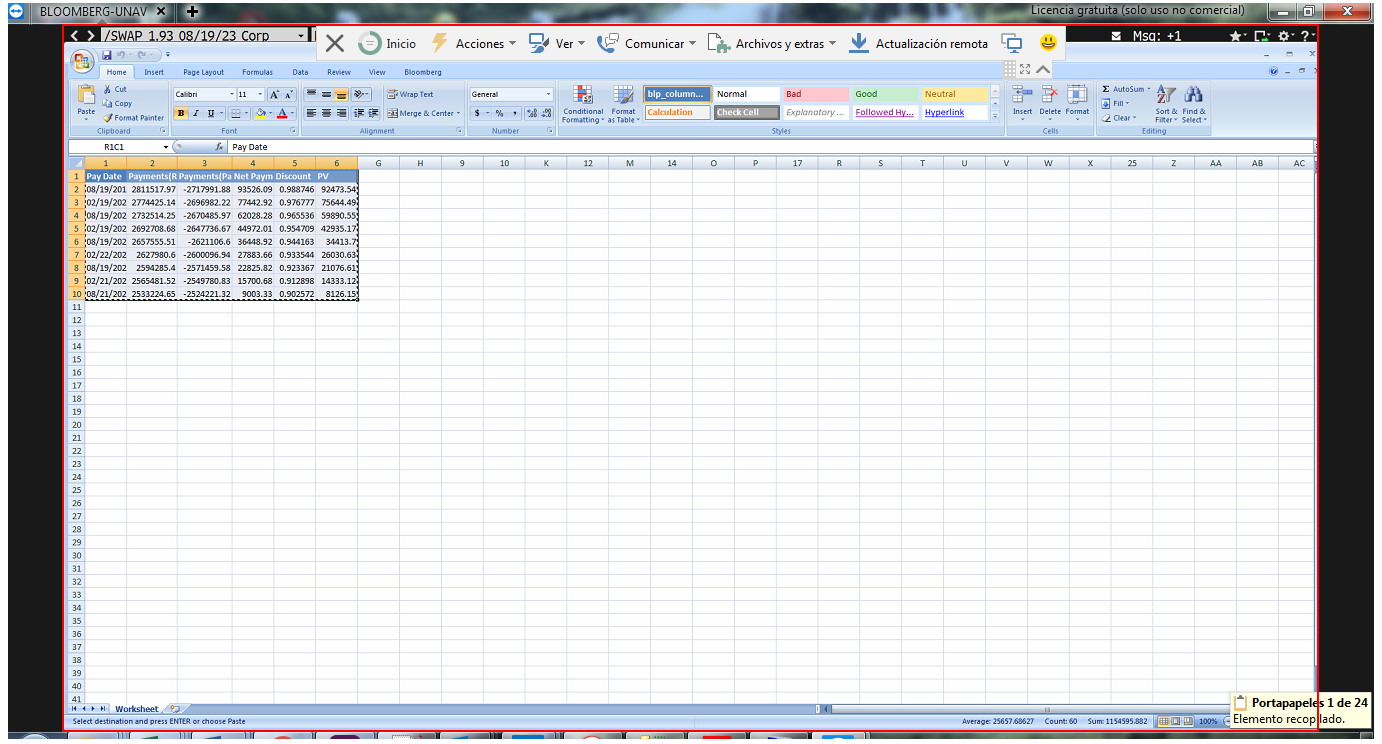 BLOOMBERG-UNAV
Licencia gratuita (solo uso no comercial)
/SWAP 1.93 08/19/23 Corp
Inicio Acciones Ver Comunicar Archivos y extras Actualización remota
Msg: +1
Home Insert Page Layout Formulas Data Review View Bloomberg
Paste Cut Copy Format Painter
Calibri 11
Wrap Text
Merge & Center
General
Conditional Formatting as Table
Format
blp_column... Normal Bad Good Neutral
Calculation Check Cell Explanatory ... Followed Hy... Hyperlink
Insert Delete Format
AutoSum Fill Clear
Sort & Filter Find & Select
Clipboard Font Alignment Number Styles Cells Editing
R1C1 fx Pay Date
1 2 3 4 5 6 G H 9 10 K 12 M 14 O P 17 R S T U V W X 25 Z AA AB AC
1 Pay Date Payments(R Payments(Pa Net Paym Discount PV
2 08/19/201 2811517.97 -2717991.88 93526.09 0.988746 92473.54
3 02/19/202 2774425.14 -2696982.22 77442.92 0.976777 75644.49
4 08/19/202 2732514.25 -2670485.97 62028.28 0.965536 59890.55
5 02/19/202 2692708.68 -2647736.67 44972.01 0.954709 42935.17
6 08/19/202 2657555.51 -2621106.6 36448.92 0.944163 34413.7
7 02/22/202 2627980.6 -2600096.94 27883.66 0.933544 26030.63
8 08/19/202 2594285.4 -2571459.58 22825.82 0.923367 21076.61
9 02/21/202 2565481.52 -2549780.83 15700.68 0.912898 14333.12
10 08/21/202 2533224.65 -2524221.32 9003.33 0.902572 8126.15
11
12
13
14
15
16
17
18
19
20
21
22
23
24
25
26
27
28
29
30
31
32
33
34
35
36
37
38
39
40
41
Worksheet
Portapapeles 1 de 24
Elemento recopilado.
Select destination and press ENTER or choose Paste
Average: 25657.68627 Count: 60 Sum: 1154595.882 100%